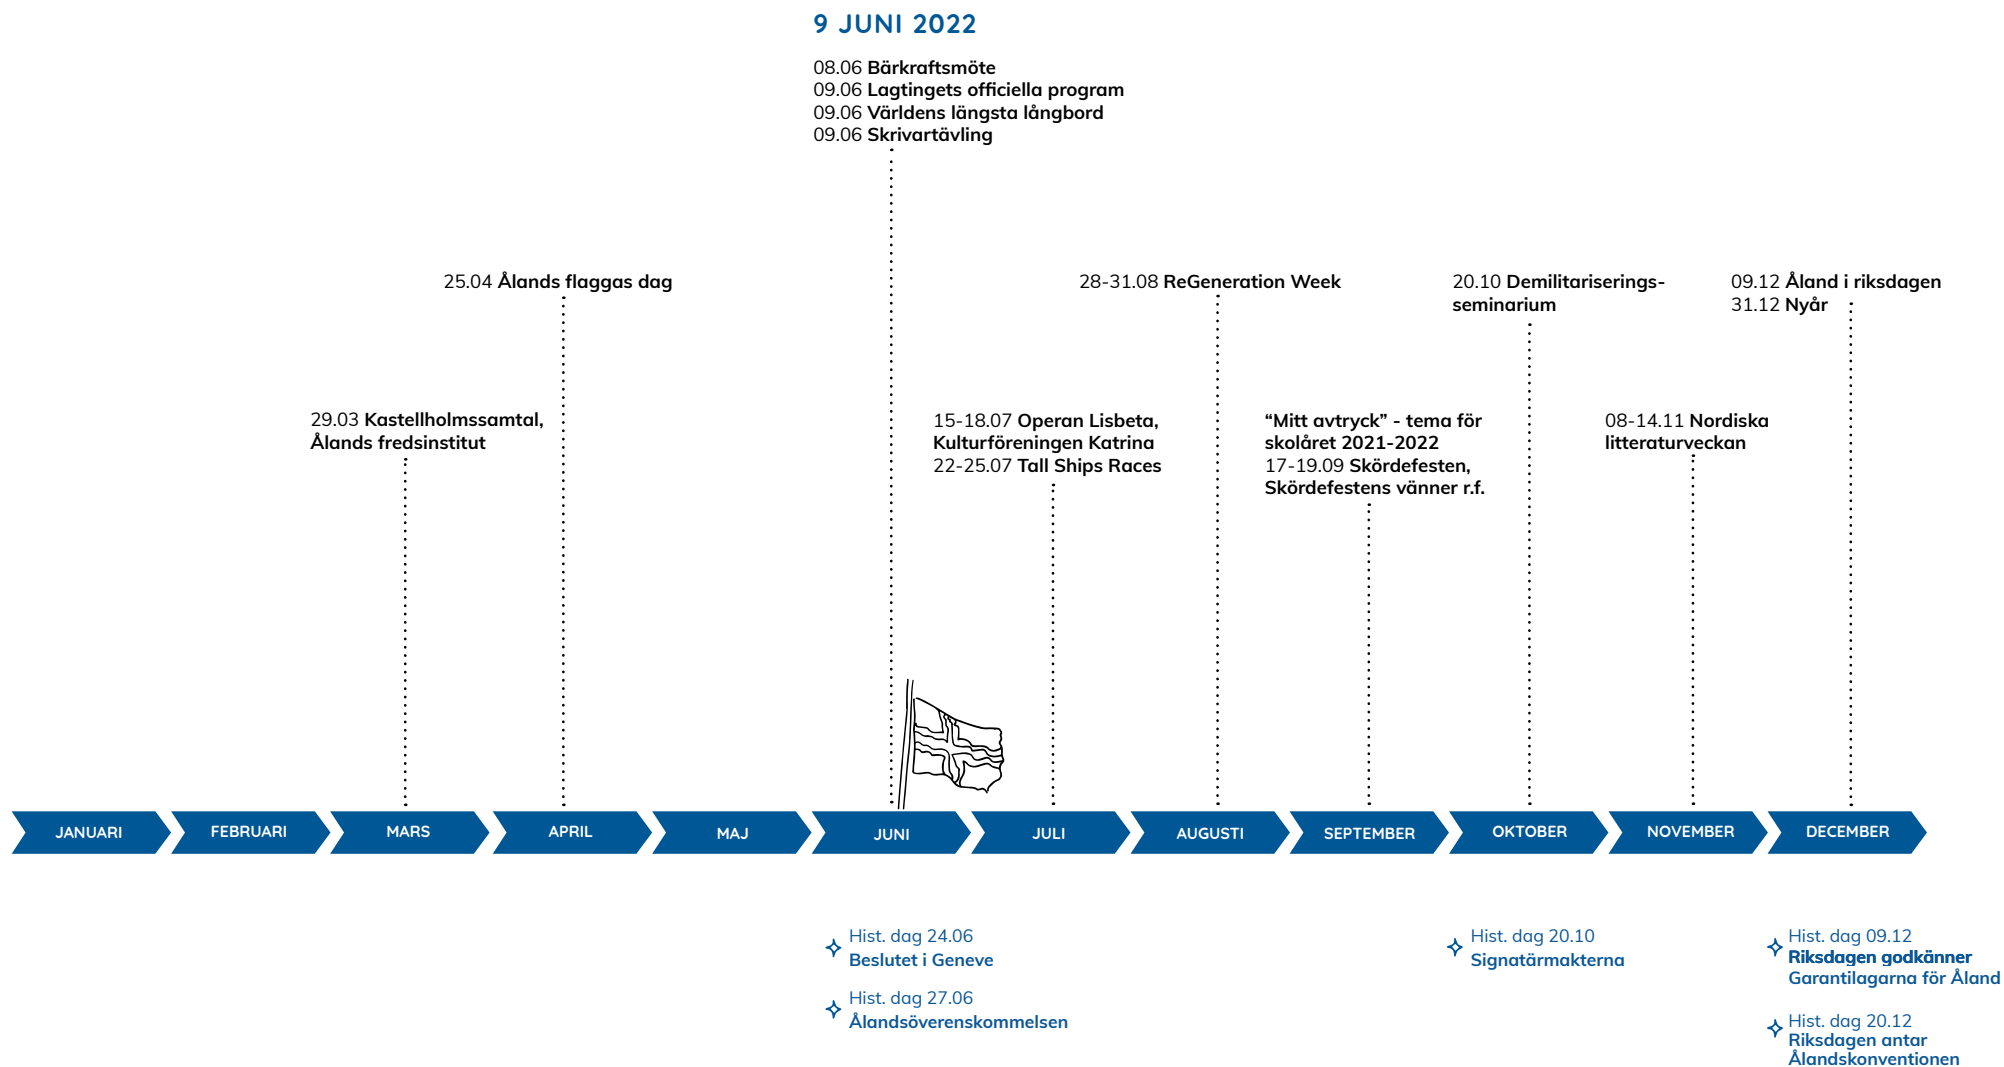 9 JUNI 2022
08.06 Bärkraftsmöte
09.06 Lagtingets officiella program
09.06 Världens längsta långbord
09.06 Skrivartävling
25.04 Ålands flaggas dag
28-31.08 ReGeneration Week
20.10 Demilitariserings-
seminarium
09.12 Åland i riksdagen
31.12 Nyår
29.03 Kastellholmssamtal,
Ålands fredsinstitut
15-18.07 Operan Lisbeta,
Kulturföreningen Katrina
22-25.07 Tall Ships Races
“Mitt avtryck” - tema för
skolåret 2021-2022
17-19.09 Skördefesten,
Skördefestens vänner r.f.
08-14.11 Nordiska
litteraturveckan
JANUARI
FEBRUARI
MARS
APRIL
MAJ
JUNI
JULI
AUGUSTI
SEPTEMBER
OKTOBER
NOVEMBER
DECEMBER
Hist. dag 24.06
Beslutet i Geneve
Hist. dag 27.06
Ålandsöverenskommelsen
Hist. dag 20.10
Signatärmakterna
Hist. dag 09.12
Riksdagen godkänner
Garantilagarna för Åland
Hist. dag 20.12
Riksdagen antar
Ålandskonventionen